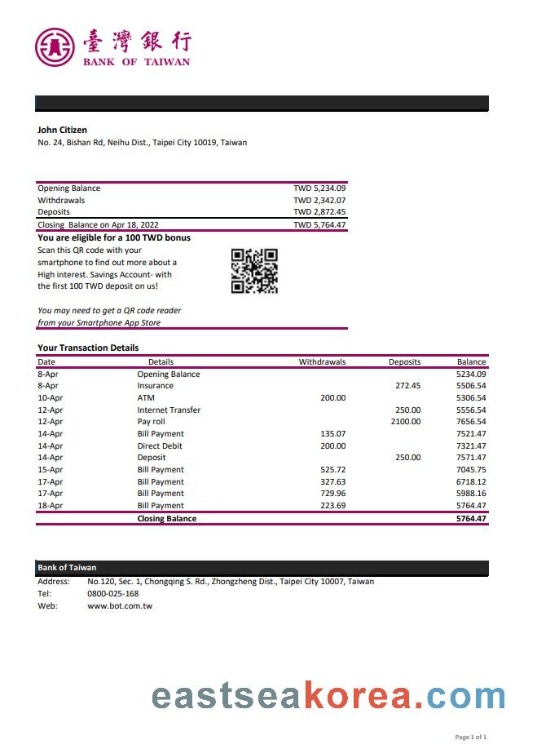 臺灣銀行
BANK OF TAIWAN
John Citizen
No. 24, Bishan Rd, Neihu Dist., Taipei City 10019, Taiwan
Opening Balance TWD 5,234.09
Withdrawals TWD 2,342.07
Deposits TWD 2,872.45
Closing Balance on Apr 18, 2022 TWD 5,764.47
You are eligible for a 100 TWD bonus
Scan this QR code with your
smartphone to find out more about a
High interest. Savings Account- with
the first 100 TWD deposit on us!
You may need to get a QR code reader
from your Smartphone App Store
Your Transaction Details
Date Details Withdrawals Deposits Balance
8-Apr Opening Balance 5234.09
8-Apr Insurance 272.45 5506.54
10-Apr ATM 200.00 5306.54
12-Apr Internet Transfer 250.00 5556.54
12-Apr Pay roll 2100.00 7656.54
14-Apr Bill Payment 135.07 7521.47
14-Apr Direct Debit 200.00 7321.47
14-Apr Deposit 250.00 7571.47
15-Apr Bill Payment 525.72 7045.75
17-Apr Bill Payment 327.63 6718.12
17-Apr Bill Payment 729.96 5988.16
18-Apr Bill Payment 223.69 5764.47
Closing Balance 5764.47
Bank of Taiwan
Address: No.120, Sec. 1, Chongqing S. Rd., Zhongzheng Dist., Taipei City 10007, Taiwan
Tel: 0800-025-168
Web: www.bot.com.tw
eastseakorea.com
Page 1 of 1